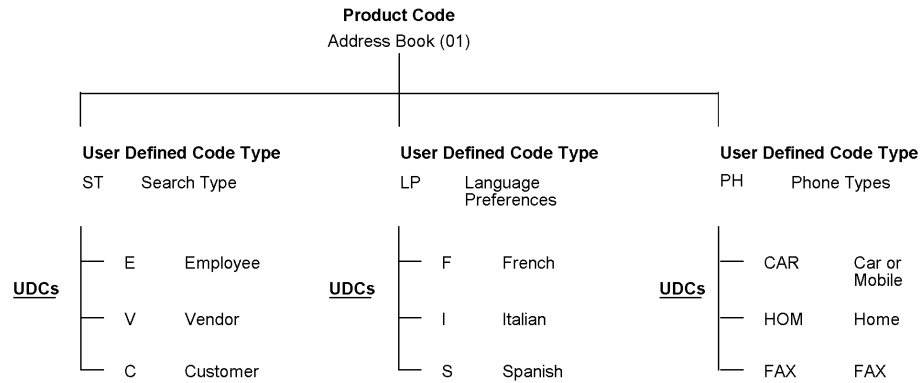 Product Code
Address Book (01)
User Defined Code Type
ST Search Type
User Defined Code Type
LP Language
Preferences
User Defined Code Type
PH Phone Types
UDCs
E Employee
V Vendor
C Customer
UDCs
F French
I Italian
S Spanish
UDCs
CAR Car or
Mobile
HOM Home
FAX FAX